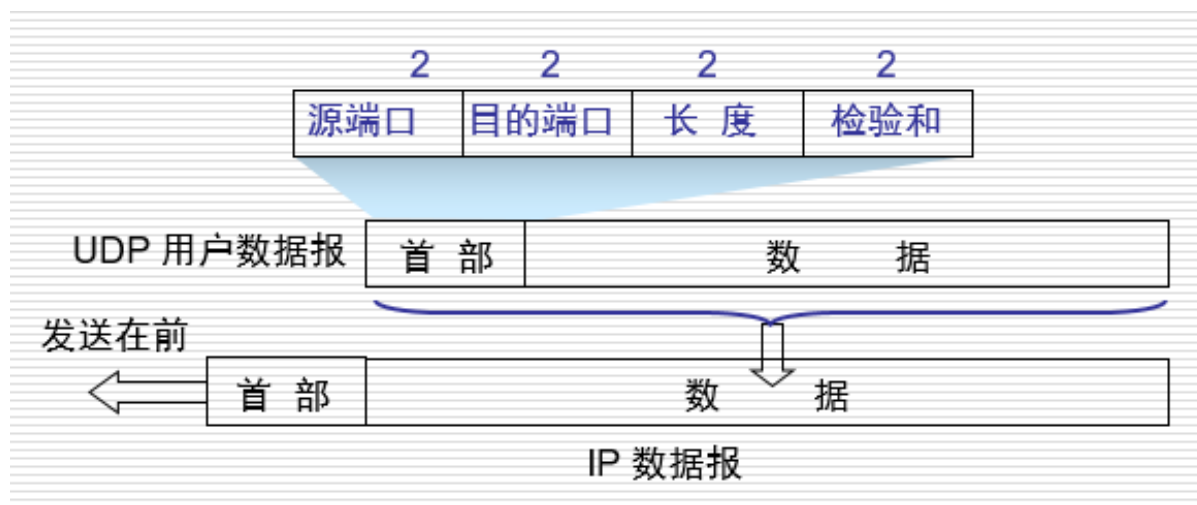 2 2 2 2
源端口 目的端口 长 度 检验和
UDP 用户数据报 首 部 数 据
发送在前
首 部 数 据
IP 数据报